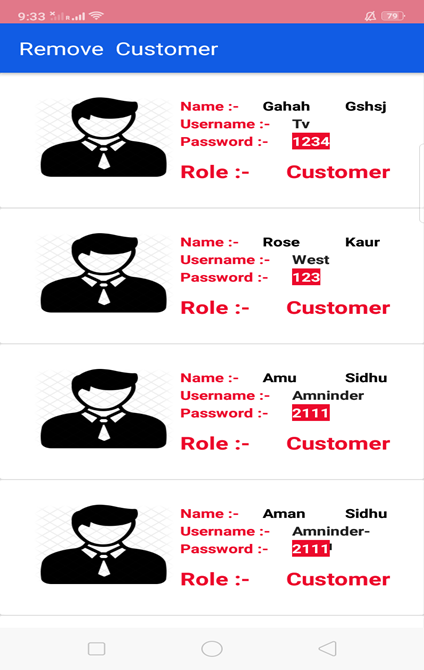 9:33 79
Remove Customer
Name :- Gahah Gshsj
Username :- Tv
Password :- 1234
Role :- Customer
Name :- Rose Kaur
Username :- West
Password :- 123
Role :- Customer
Name :- Amu Sidhu
Username :- Amninder
Password :- 2111
Role :- Customer
Name :- Aman Sidhu
Username :- Amninder-
Password :- 2111
Role :- Customer